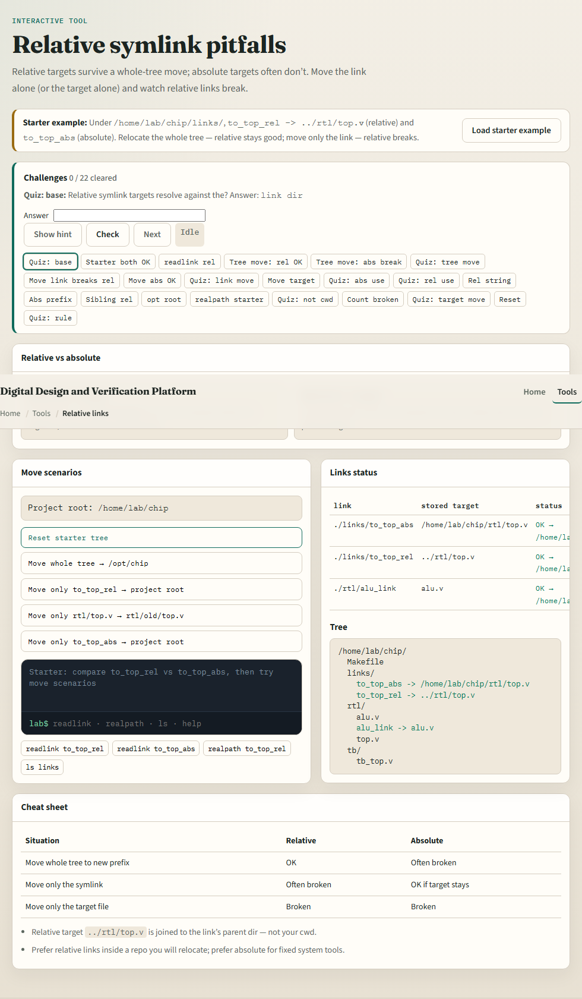 INTERACTIVE TOOL
Relative symlink pitfalls
Relative targets survive a whole-tree move; absolute targets often don't. Move the link
alone (or the target alone) and watch relative links break.
Starter example: Under /home/lab/chip/links/, to_top_rel -> ../rtl/top.v (relative) and
to_top_abs (absolute). Relocate the whole tree — relative stays good; move only the link — relative breaks.
Load starter example
Challenges 0 / 22 cleared
Quiz: base: Relative symlink targets resolve against the? Answer: link dir
Answer
Show hint Check Next Idle
Quiz: base Starter both OK readlink rel Tree move: rel OK Tree move: abs break Quiz: tree move
Move link breaks rel Move abs OK Quiz: link move Move target Quiz: abs use Quiz: rel use Rel string
Abs prefix Sibling rel opt root realpath starter Quiz: not cwd Count broken Quiz: target move Reset
Quiz: rule
Relative vs absolute
Digital Design and Verification Platform
Home Tools
Home / Tools / Relative links
Move scenarios
Project root: /home/lab/chip
Reset starter tree
Move whole tree → /opt/chip
Move only to_top_rel → project root
Move only rtl/top.v → rtl/old/top.v
Move only to_top_abs → project root
Starter: compare to_top_rel vs to_top_abs, then try
move scenarios
lab$ readlink · realpath · ls · help
readlink to_top_rel readlink to_top_abs realpath to_top_rel
ls links
Links status
link stored target status
./links/to_top_abs /home/lab/chip/rtl/top.v OK →
/home/la
./links/to_top_rel ../rtl/top.v OK →
/home/la
./rtl/alu_link alu.v OK →
/home/la
Tree
/home/lab/chip/
Makefile
links/
to_top_abs -> /home/lab/chip/rtl/top.v
to_top_rel -> ../rtl/top.v
rtl/
alu.v
alu_link -> alu.v
top.v
tb/
tb_top.v
Cheat sheet
Situation Relative Absolute
Move whole tree to new prefix OK Often broken
Move only the symlink Often broken OK if target stays
Move only the target file Broken Broken
• Relative target ../rtl/top.v is joined to the link's parent dir — not your cwd.
• Prefer relative links inside a repo you will relocate; prefer absolute for fixed system tools.